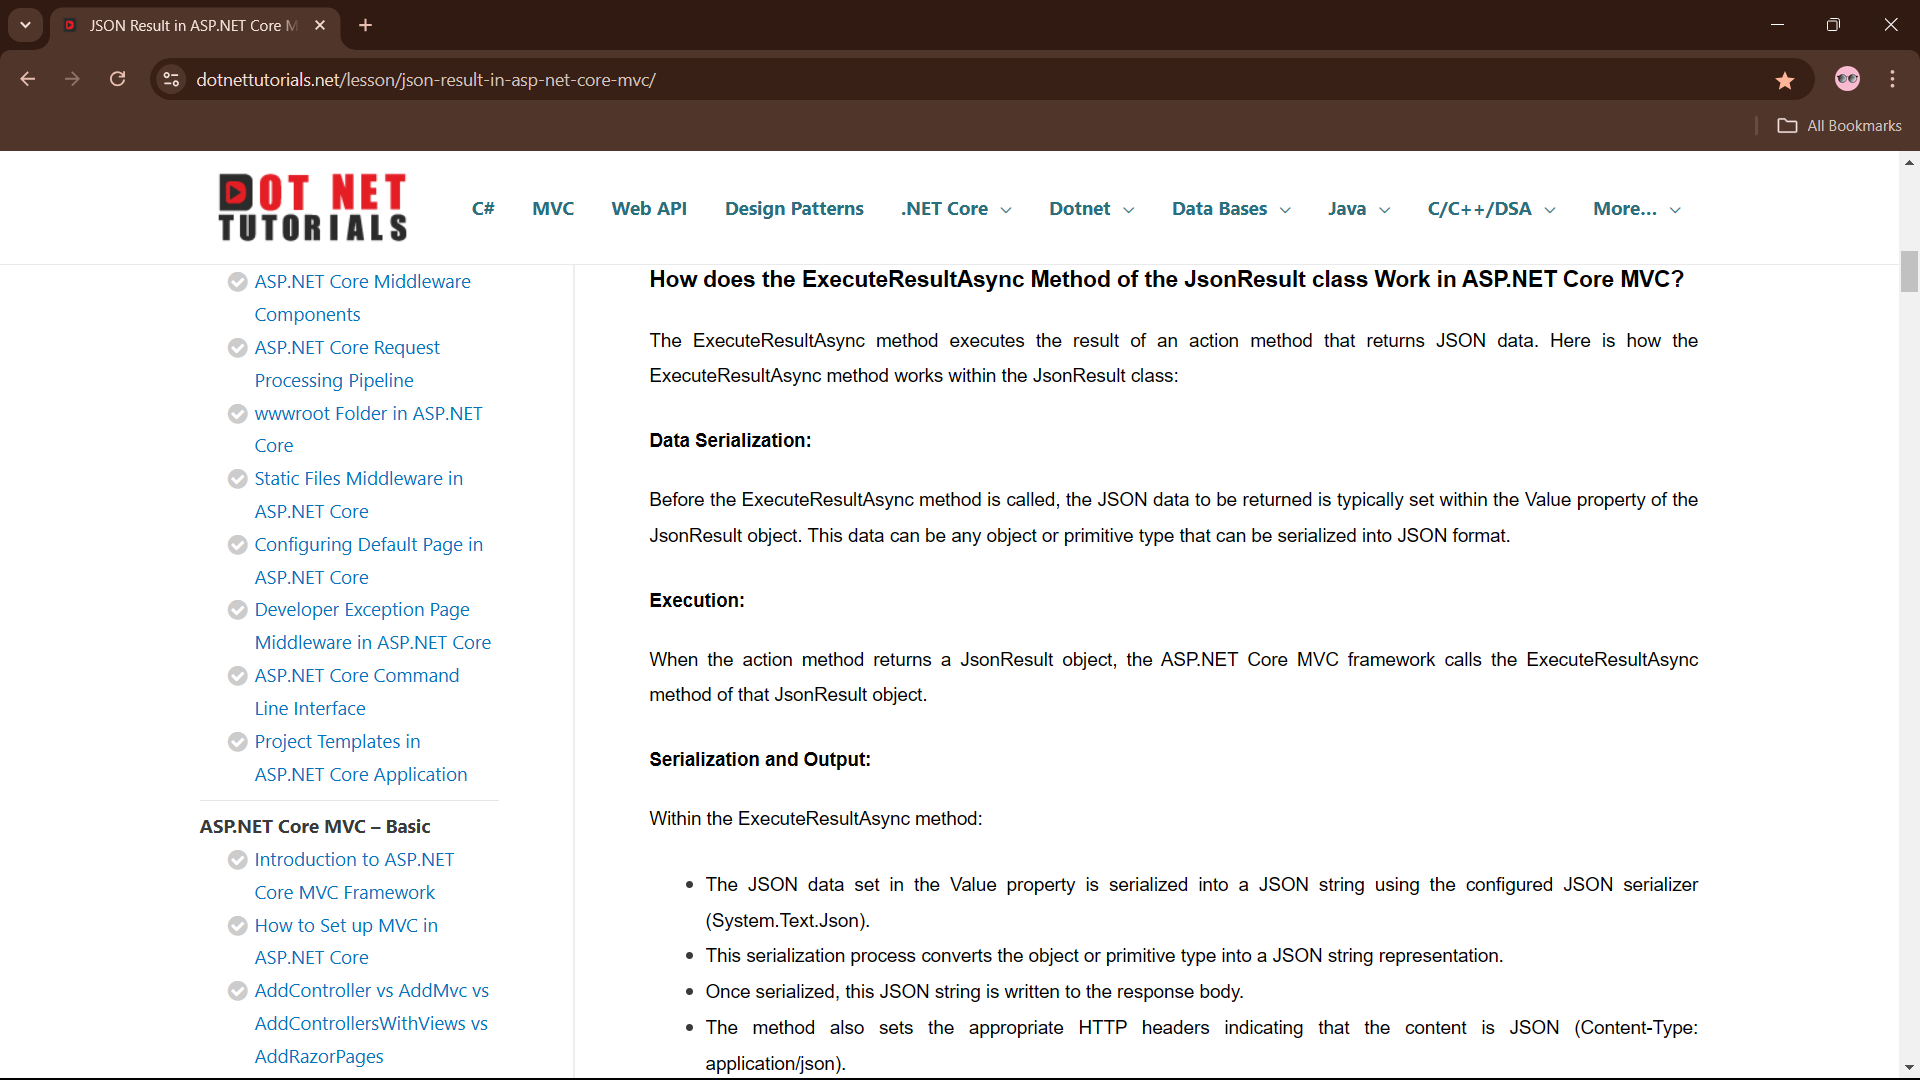 JSON Result in ASP.NET Core M
dotnettutorials.net/lesson/json-result-in-asp-net-core-mvc/
All Bookmarks
DOT NET
TUTORIALS
C# MVC Web API Design Patterns .NET Core Dotnet Data Bases Java C/C++/DSA More...
ASP.NET Core Middleware
Components
ASP.NET Core Request
Processing Pipeline
wwwroot Folder in ASP.NET
Core
Static Files Middleware in
ASP.NET Core
Configuring Default Page in
ASP.NET Core
Developer Exception Page
Middleware in ASP.NET Core
ASP.NET Core Command
Line Interface
Project Templates in
ASP.NET Core Application
ASP.NET Core MVC – Basic
Introduction to ASP.NET
Core MVC Framework
How to Set up MVC in
ASP.NET Core
AddController vs AddMvc vs
AddControllersWithViews vs
AddRazorPages
How does the ExecuteResultAsync Method of the JsonResult class Work in ASP.NET Core MVC?
The ExecuteResultAsync method executes the result of an action method that returns JSON data. Here is how the
ExecuteResultAsync method works within the JsonResult class:
Data Serialization:
Before the ExecuteResultAsync method is called, the JSON data to be returned is typically set within the Value property of the
JsonResult object. This data can be any object or primitive type that can be serialized into JSON format.
Execution:
When the action method returns a JsonResult object, the ASP.NET Core MVC framework calls the ExecuteResultAsync
method of that JsonResult object.
Serialization and Output:
Within the ExecuteResultAsync method:
• The JSON data set in the Value property is serialized into a JSON string using the configured JSON serializer
(System.Text.Json).
• This serialization process converts the object or primitive type into a JSON string representation.
• Once serialized, this JSON string is written to the response body.
• The method also sets the appropriate HTTP headers indicating that the content is JSON (Content-Type:
application/json).